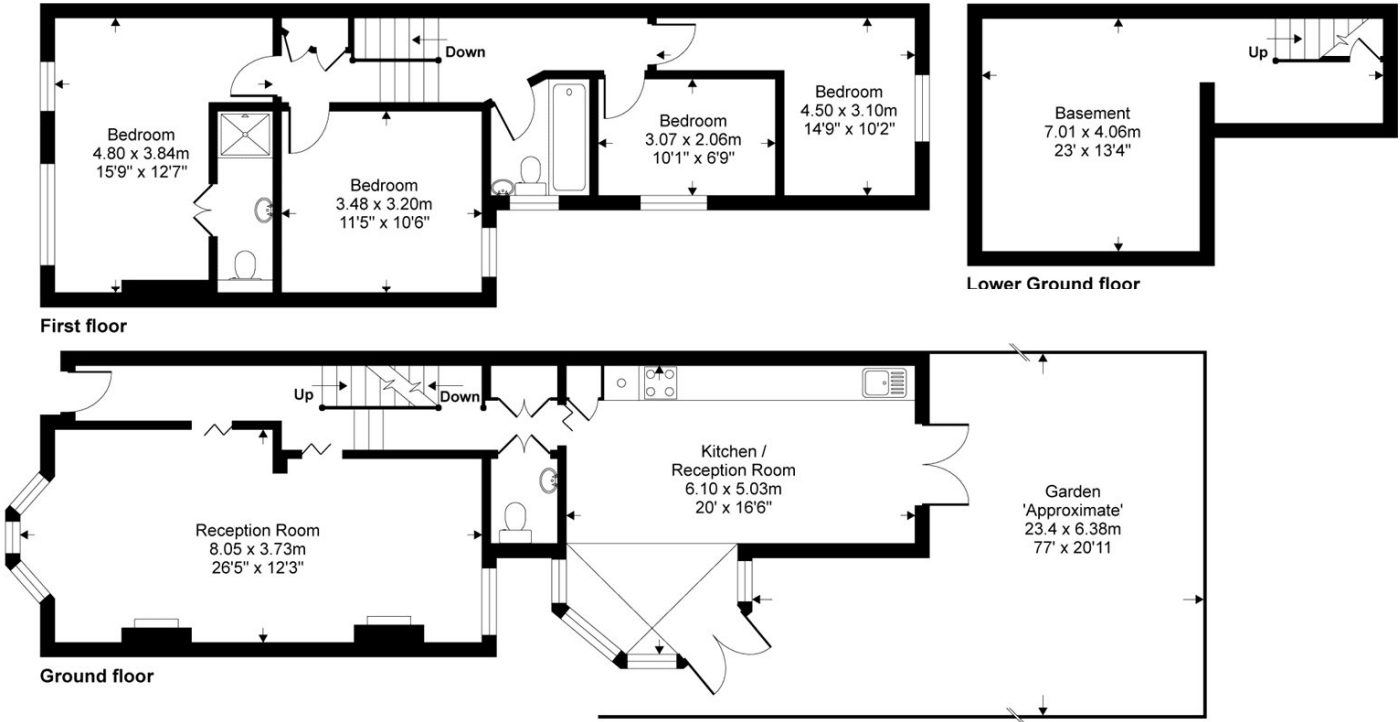 Down
Bedroom
4.80 x 3.84m
15'9" x 12'7"
Bedroom
3.48 x 3.20m
11'5" x 10'6"
Bedroom
3.07 x 2.06m
10'1" x 6'9"
Bedroom
4.50 x 3.10m
14'9" x 10'2"
First floor
Up
Basement
7.01 x 4.06m
23' x 13'4"
Lower Ground floor
Up
Down
Reception Room
8.05 x 3.73m
26'5" x 12'3"
Kitchen /
Reception Room
6.10 x 5.03m
20' x 16'6"
Garden
'Approximate'
23.4 x 6.38m
77' x 20'11
Ground floor